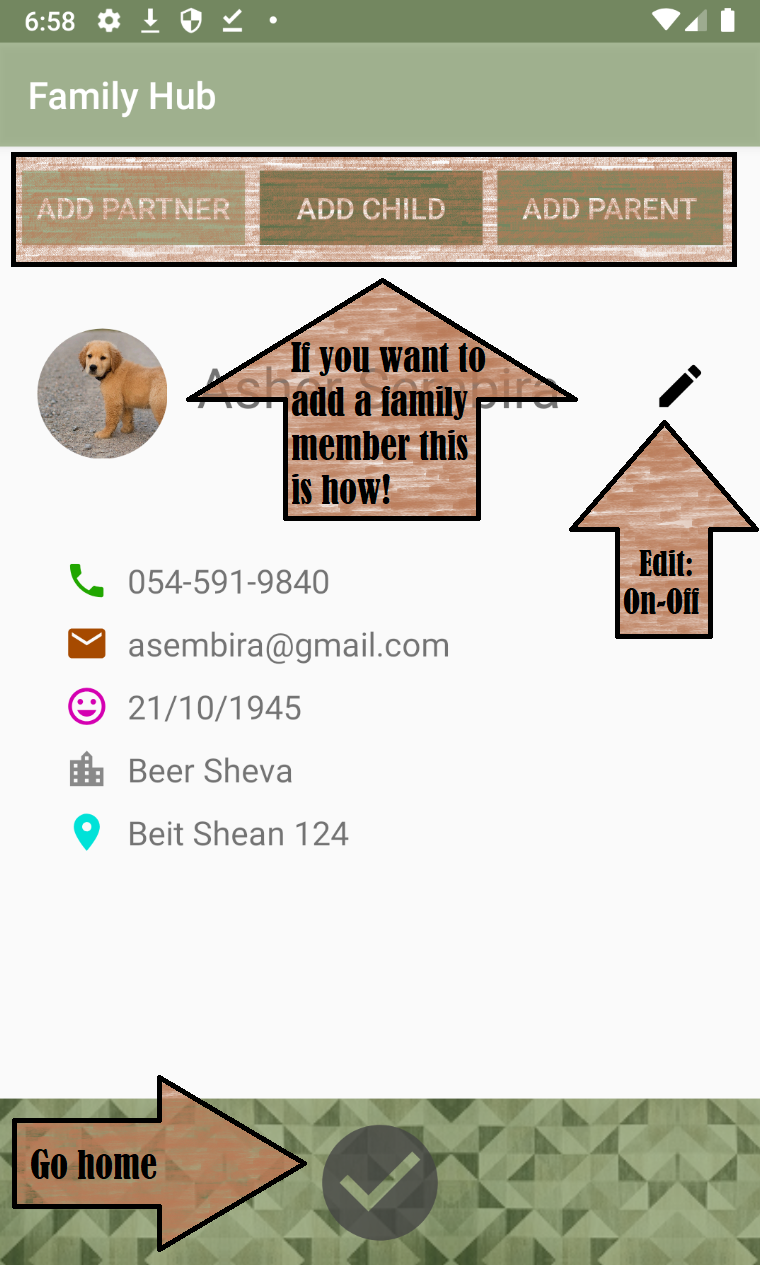 6:58
Family Hub
ADD PARTNER ADD CHILD ADD PARENT
If you want to
add a family
member this
is how!
Edit:
On-Off
054-591-9840
asembira@gmail.com
21/10/1945
Beer Sheva
Beit Shean 124
Go home